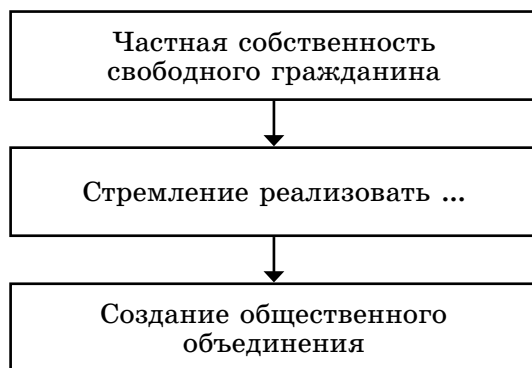 Частная собственность
свободного гражданина
Стремление реализовать ...
Создание общественного
объединения